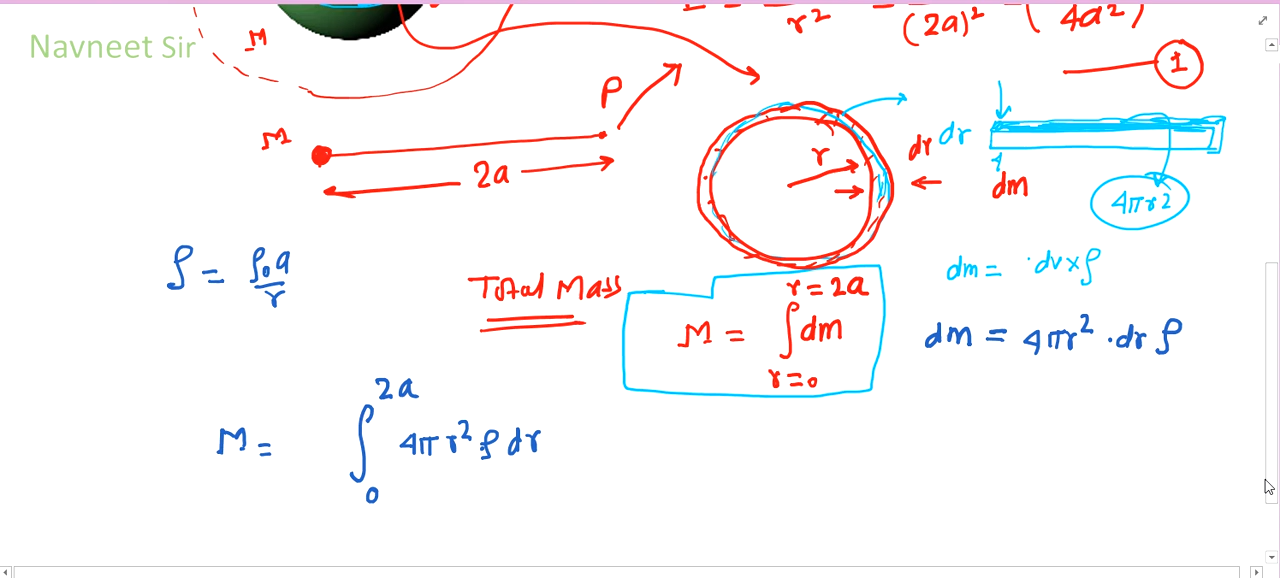 r² = (2a)² (4a²)
Navneet Sir
M
1
P
M
2a
r
dr
dr
dm
4πr²
ρ = ρ₀a/r
Total Mass
r = 2a
M = ∫dm
r = 0
dm = dv×ρ
dm = 4πr² ·dr ρ
2a
M = ∫ 4πr² ρ dr
0